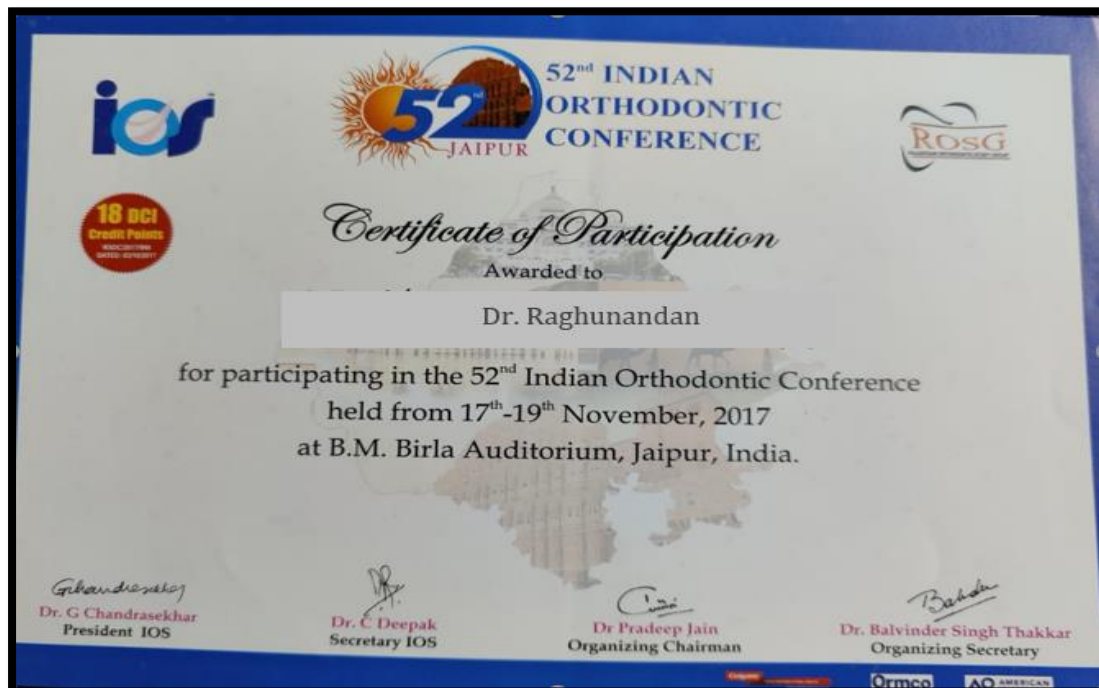 ios
52nd
JAIPUR
52nd INDIAN
ORTHODONTIC
CONFERENCE
ROSG
18 DCI
Credit Points
Certificate of Participation
Awarded to
Dr. Raghunandan
for participating in the 52nd Indian Orthodontic Conference
held from 17th-19th November, 2017
at B.M. Birla Auditorium, Jaipur, India.
Dr. G Chandrasekhar
President IOS
Dr. C Deepak
Secretary IOS
Dr Pradeep Jain
Organizing Chairman
Dr. Balvinder Singh Thakkar
Organizing Secretary
Colgate
Ormco
AO AMERICAN